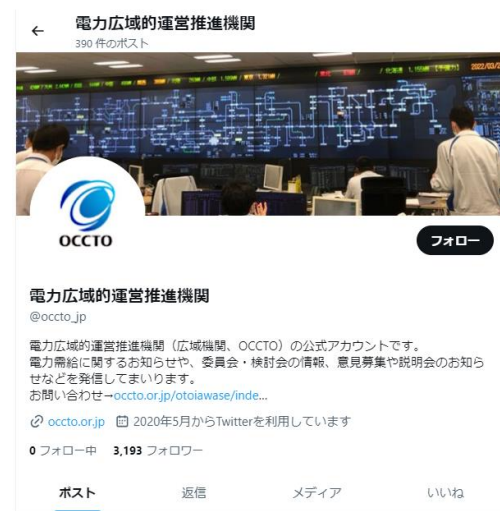 電力広域的運営推進機関
390 件のポスト
2022/03/2
OCCTO
フォロー
電力広域的運営推進機関
@occto_jp
電力広域的運営推進機関（広域機関、OCCTO）の公式アカウントです。
電力需給に関するお知らせや、委員会・検討会の情報、意見募集や説明会のお知ら
せなどを発信してまいります。
お問い合わせ→occto.or.jp/otoiawase/inde…
occto.or.jp 2020年5月からTwitterを利用しています
0 フォロー中 3,193 フォロワー
ポスト 返信 メディア いいね